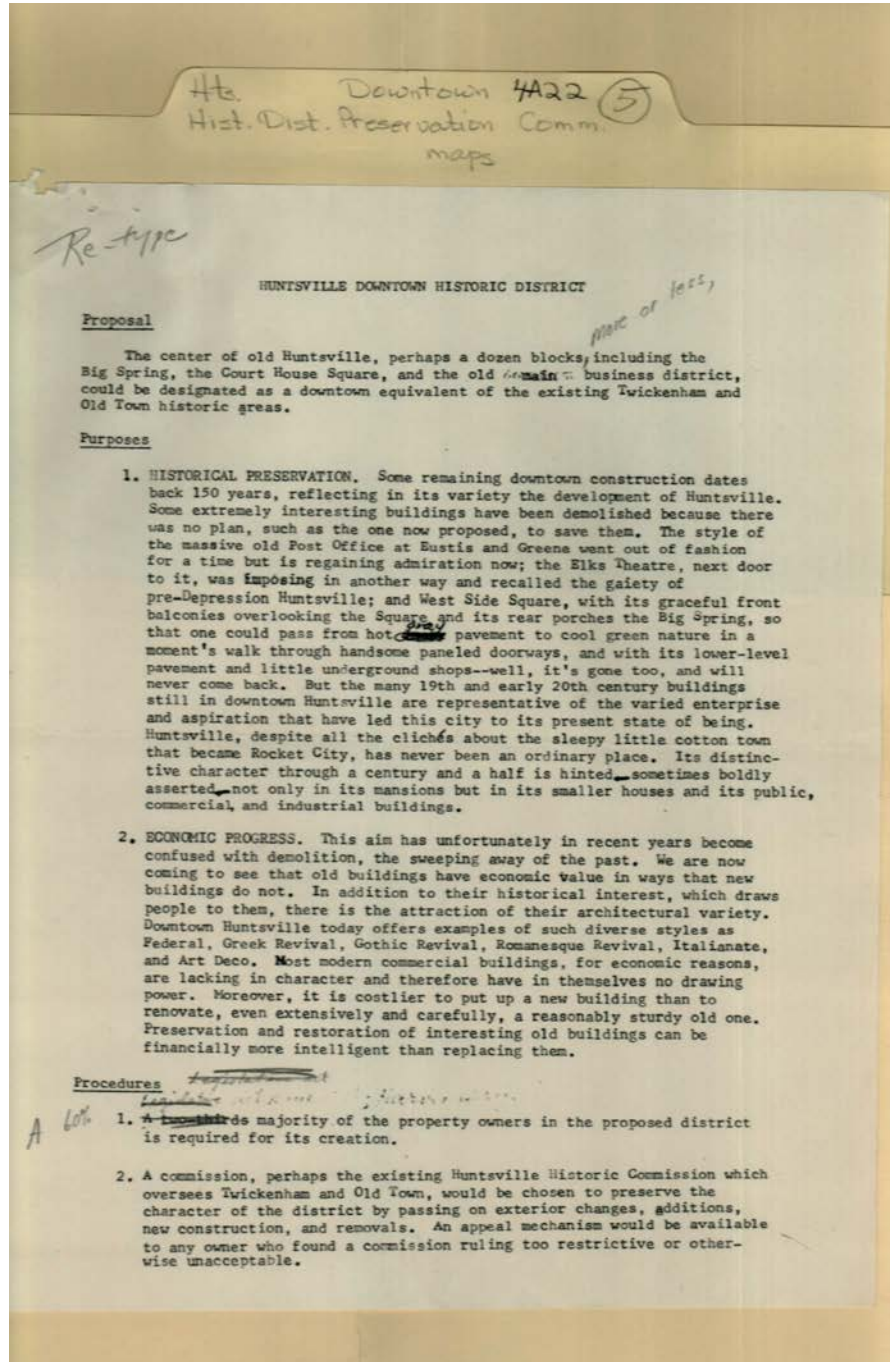 Hts. Downtown 4A22 5
Hist. Dist. Preservation Comm.
maps
Re-type
HUNTSVILLE DOWNTOWN HISTORIC DISTRICT
more or less,
Proposal
The center of old Huntsville, perhaps a dozen blocks, including the
Big Spring, the Court House Square, and the old main business district,
could be designated as a downtown equivalent of the existing Twickenham and
Old Town historic areas.
Purposes
1. HISTORICAL PRESERVATION. Some remaining downtown construction dates
back 150 years, reflecting in its variety the development of Huntsville.
Some extremely interesting buildings have been demolished because there
was no plan, such as the one now proposed, to save them. The style of
the massive old Post Office at Eustis and Greene went out of fashion
for a time but is regaining admiration now; the Elks Theatre, next door
to it, was imposing in another way and recalled the gaiety of
pre-Depression Huntsville; and West Side Square, with its graceful front
balconies overlooking the Square and its rear porches the Big Spring, so
that one could pass from hot gray pavement to cool green nature in a
moment's walk through handsome paneled doorways, and with its lower-level
pavement and little underground shops--well, it's gone too, and will
never come back. But the many 19th and early 20th century buildings
still in downtown Huntsville are representative of the varied enterprise
and aspiration that have led this city to its present state of being.
Huntsville, despite all the clichés about the sleepy little cotton town
that became Rocket City, has never been an ordinary place. Its distinc-
tive character through a century and a half is hinted—sometimes boldly
asserted—not only in its mansions but in its smaller houses and its public,
commercial, and industrial buildings.
2. ECONOMIC PROGRESS. This aim has unfortunately in recent years become
confused with demolition, the sweeping away of the past. We are now
coming to see that old buildings have economic value in ways that new
buildings do not. In addition to their historical interest, which draws
people to them, there is the attraction of their architectural variety.
Downtown Huntsville today offers examples of such diverse styles as
Federal, Greek Revival, Gothic Revival, Romanesque Revival, Italianate,
and Art Deco. Most modern commercial buildings, for economic reasons,
are lacking in character and therefore have in themselves no drawing
power. Moreover, it is costlier to put up a new building than to
renovate, even extensively and carefully, a reasonably sturdy old one.
Preservation and restoration of interesting old buildings can be
financially more intelligent than replacing them.
Procedures
A 60% 1. A two-thirds majority of the property owners in the proposed district
is required for its creation.
2. A commission, perhaps the existing Huntsville Historic Commission which
oversees Twickenham and Old Town, would be chosen to preserve the
character of the district by passing on exterior changes, additions,
new construction, and removals. An appeal mechanism would be available
to any owner who found a commission ruling too restrictive or other-
wise unacceptable.